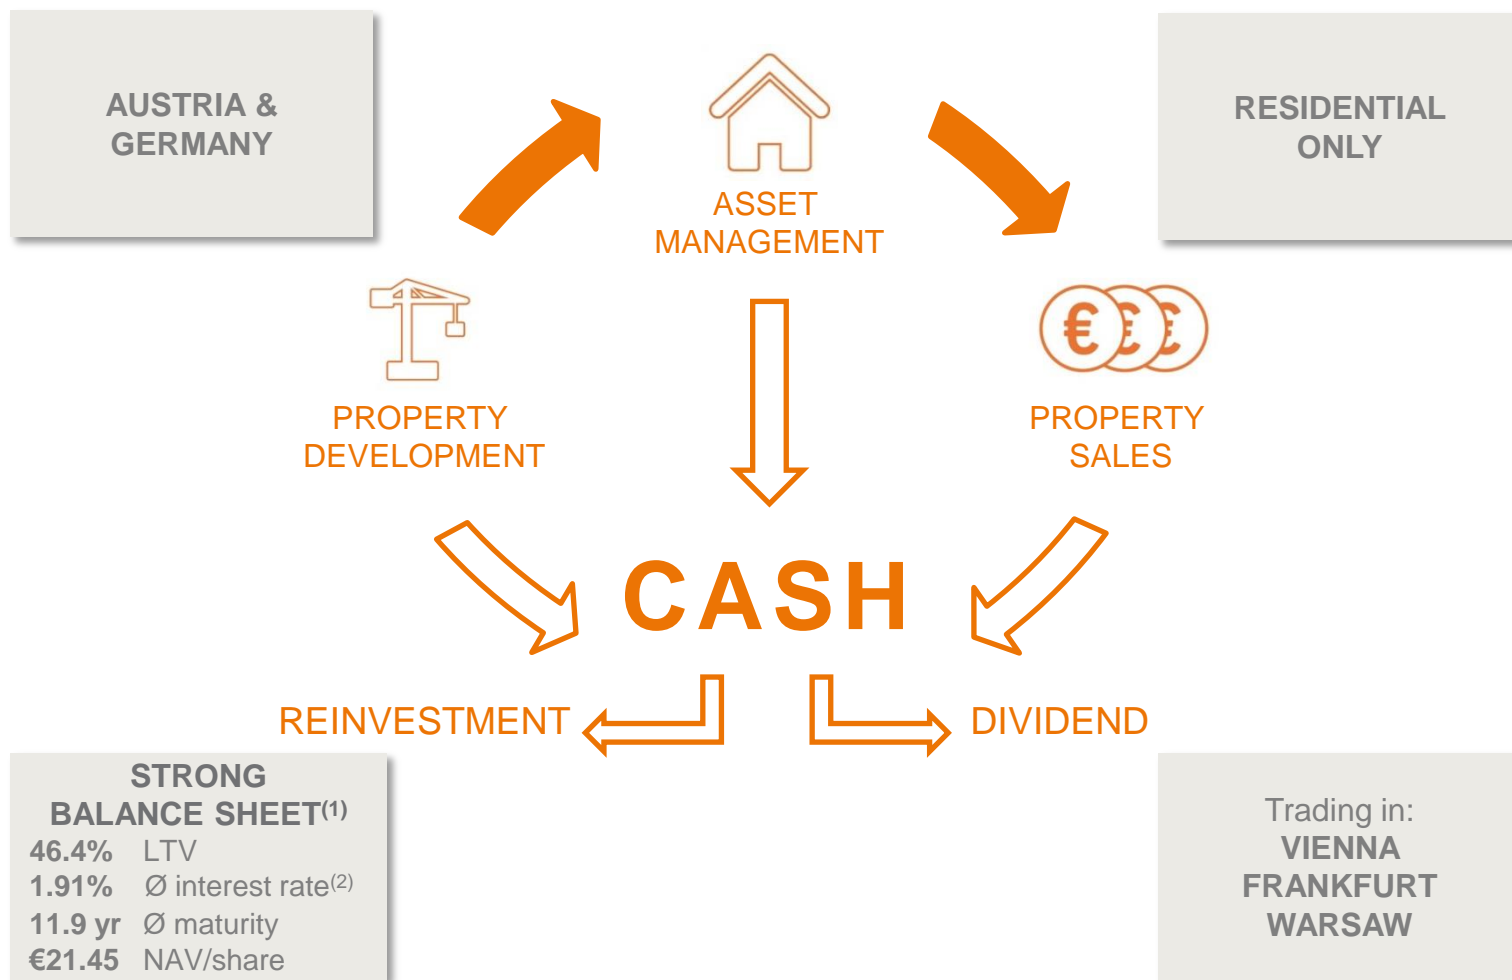 AUSTRIA &
GERMANY
RESIDENTIAL
ONLY
ASSET
MANAGEMENT
PROPERTY
DEVELOPMENT
€ € €
PROPERTY
SALES
CASH
REINVESTMENT
DIVIDEND
STRONG
BALANCE SHEET(1)
46.4% LTV
1.91% Ø interest rate(2)
11.9 yr Ø maturity
€21.45 NAV/share
Trading in:
VIENNA
FRANKFURT
WARSAW